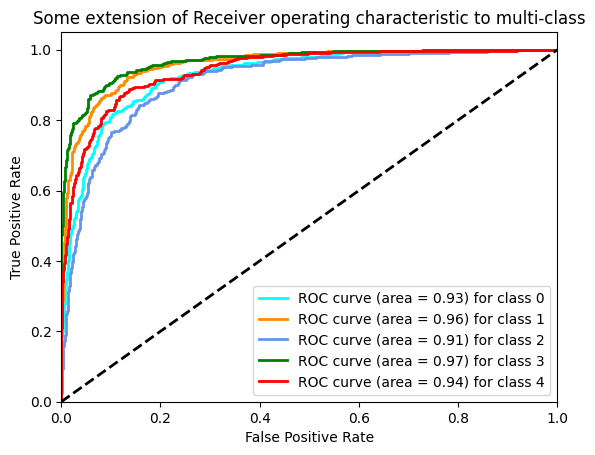 Some extension of Receiver operating characteristic to multi-class
1.0
0.8
0.6
0.4
0.2
0.0
True Positive Rate
ROC curve (area = 0.93) for class 0
ROC curve (area = 0.96) for class 1
ROC curve (area = 0.91) for class 2
ROC curve (area = 0.97) for class 3
ROC curve (area = 0.94) for class 4
0.0 0.2 0.4 0.6 0.8 1.0
False Positive Rate